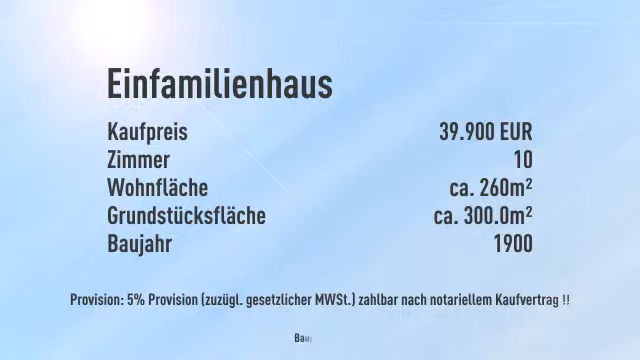 Einfamilienhaus
Kaufpreis 39.900 EUR
Zimmer 10
Wohnfläche ca. 260m²
Grundstücksfläche ca. 300.0m²
Baujahr 1900
Provision: 5% Provision (zuzügl. gesetzlicher MWSt.) zahlbar nach notariellem Kaufvertrag !!